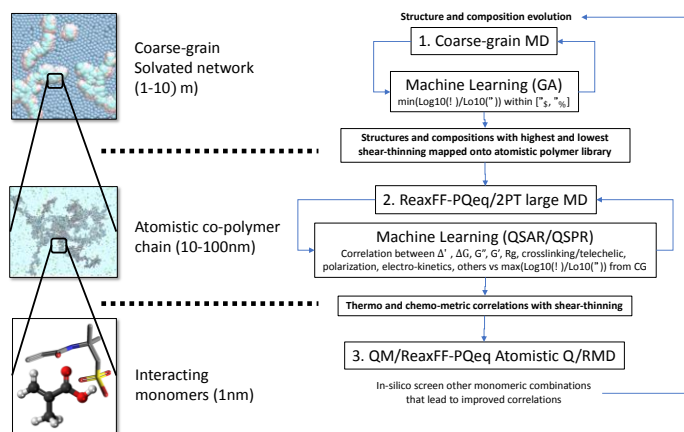 Structure and composition evolution
Coarse-grain
Solvated network
(1-10) m)
1. Coarse-grain MD
Machine Learning (GA)
min(Log10(! )/Lo10(" )) within ["$, "%]
Structures and compositions with highest and lowest
shear-thinning mapped onto atomistic polymer library
Atomistic co-polymer
chain (10-100nm)
2. ReaxFF-PQeq/2PT large MD
Machine Learning (QSAR/QSPR)
Correlation between Δ' , ΔG, G", G', Rg, crosslinking/telechelic,
polarization, electro-kinetics, others vs max(Log10(! )/Lo10(" )) from CG
Thermo and chemo-metric correlations with shear-thinning
Interacting
monomers (1nm)
3. QM/ReaxFF-PQeq Atomistic Q/RMD
In-silico screen other monomeric combinations
that lead to improved correlations